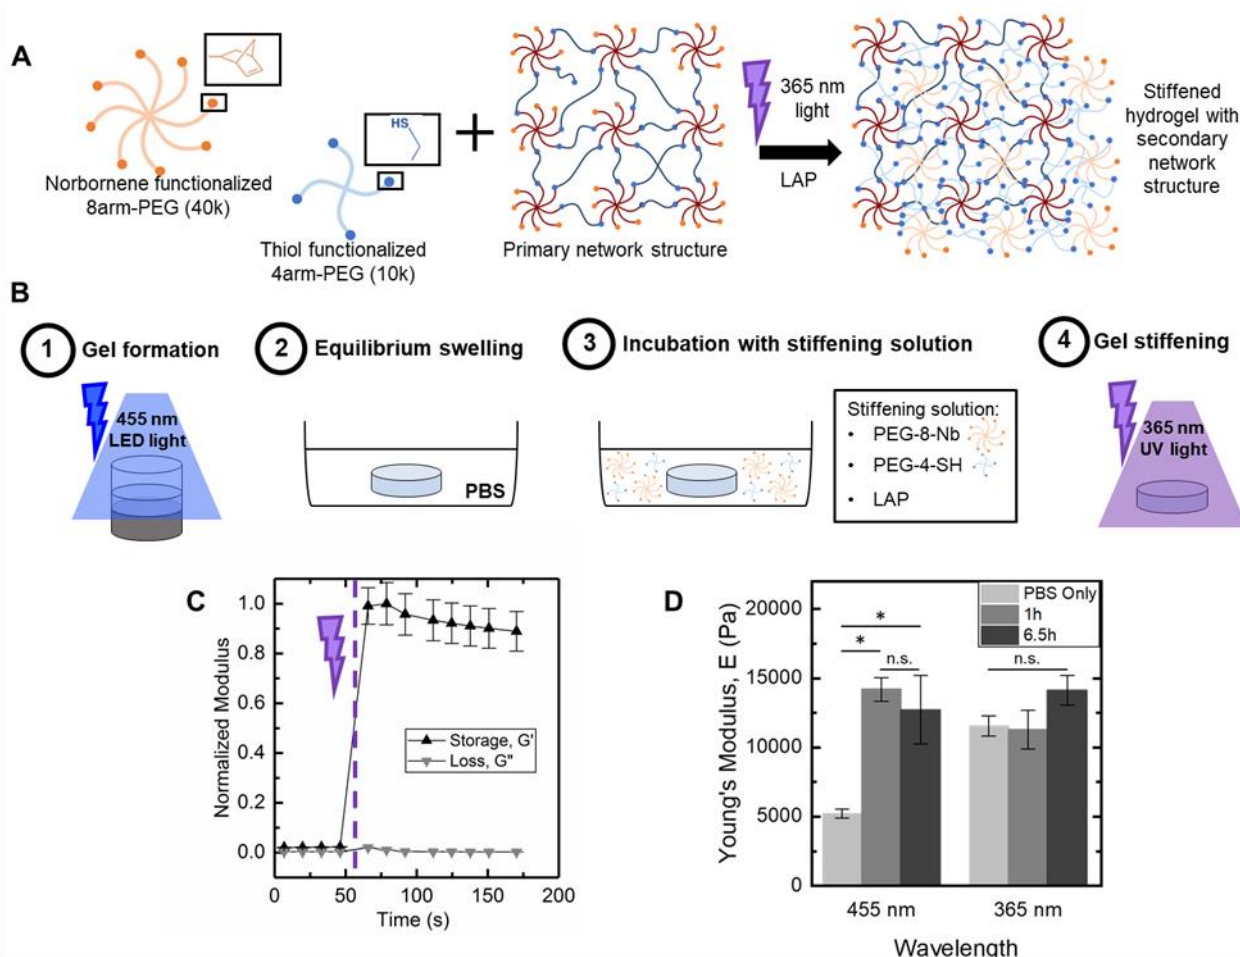 A
HS
Norbornene functionalized
8arm-PEG (40k)
Thiol functionalized
4arm-PEG (10k)
+
Primary network structure
365 nm
light
LAP
Stiffened
hydrogel with
secondary
network
structure
B
1 Gel formation
455 nm
LED light
2 Equilibrium swelling
PBS
3 Incubation with stiffening solution
Stiffening solution:
• PEG-8-Nb
• PEG-4-SH
• LAP
4 Gel stiffening
365 nm
UV light
C
Normalized Modulus
1.0
0.8
0.6
0.4
0.2
0.0
Storage, G'
Loss, G"
0 50 100 150 200
Time (s)
D
Young's Modulus, E (Pa)
20000
15000
10000
5000
0
PBS Only
1h
6.5h
*
*
n.s.
n.s.
455 nm 365 nm
Wavelength